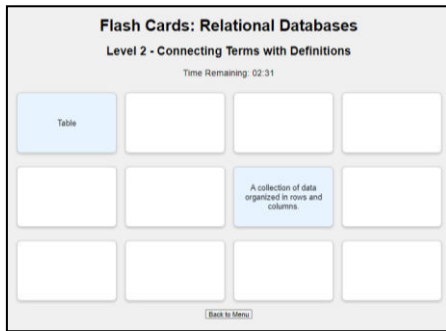 Flash Cards: Relational Databases
Level 2 - Connecting Terms with Definitions
Time Remaining: 02:31
Table
A collection of data
organized in rows and
columns.
Back to Menu